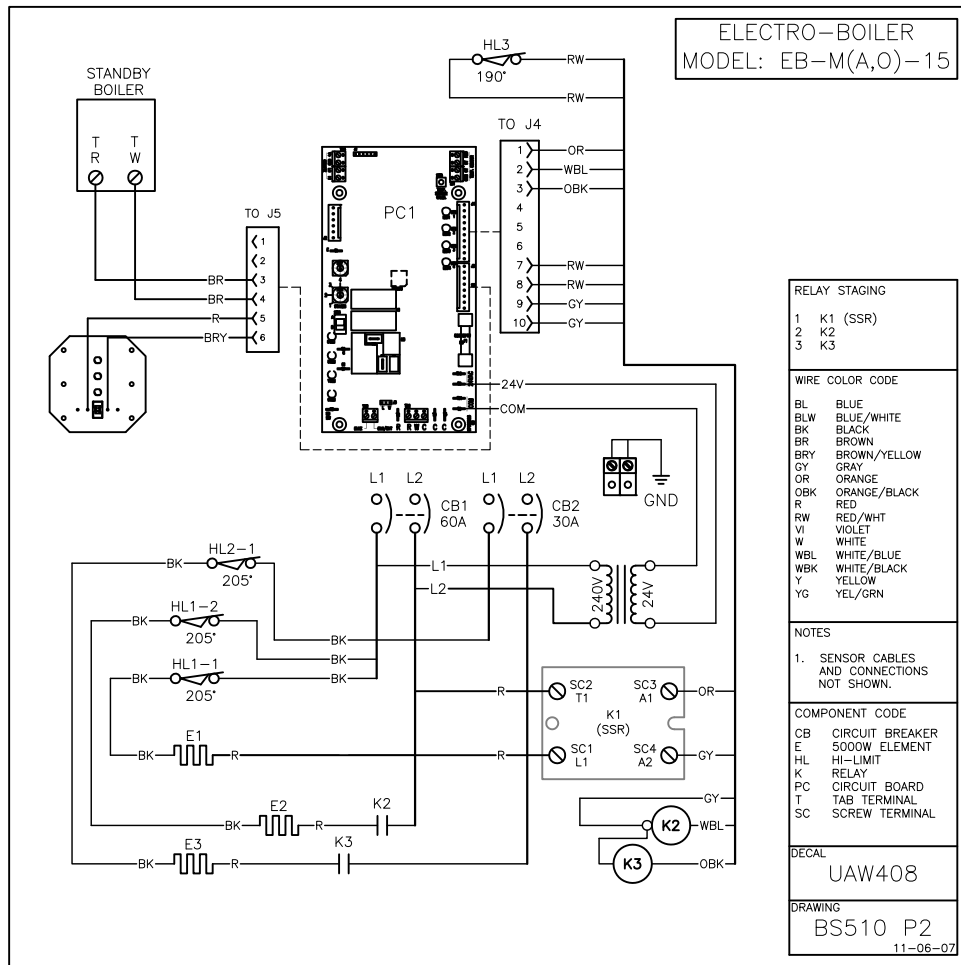 ELECTRO-BOILER
MODEL: EB-M(A,O)-15
HL3
190°
RW
RW
STANDBY
BOILER
T
R
T
W
TO J4
1
OR
2
WBL
3
OBK
4
5
6
7
RW
8
RW
9
GY
10
GY
PC1
TO J5
1
2
3
BR
4
BR
5
R
6
BRY
24V
COM
R R W C C C
GND
L1 L2
CB1
60A
L1 L2
CB2
30A
L1
L2
240V
24V
HL2-1
BK
205°
BK
HL1-2
BK
205°
BK
HL1-1
BK
205°
BK
R
SC2
T1
SC3
A1
OR
K1
(SSR)
SC1
L1
SC4
A2
GY
E1
BK
R
R
E2
BK
R
K2
E3
BK
R
K3
GY
K2
WBL
K3
OBK
RELAY STAGING
1 K1 (SSR)
2 K2
3 K3
WIRE COLOR CODE
BL BLUE
BLW BLUE/WHITE
BK BLACK
BR BROWN
BRY BROWN/YELLOW
GY GRAY
OR ORANGE
OBK ORANGE/BLACK
R RED
RW RED/WHT
VI VIOLET
W WHITE
WBL WHITE/BLUE
WBK WHITE/BLACK
Y YELLOW
YG YEL/GRN
NOTES
1. SENSOR CABLES
AND CONNECTIONS
NOT SHOWN.
COMPONENT CODE
CB CIRCUIT BREAKER
E 5000W ELEMENT
HL HI-LIMIT
K RELAY
PC CIRCUIT BOARD
T TAB TERMINAL
SC SCREW TERMINAL
DECAL
UAW408
DRAWING
BS510 P2
11-06-07